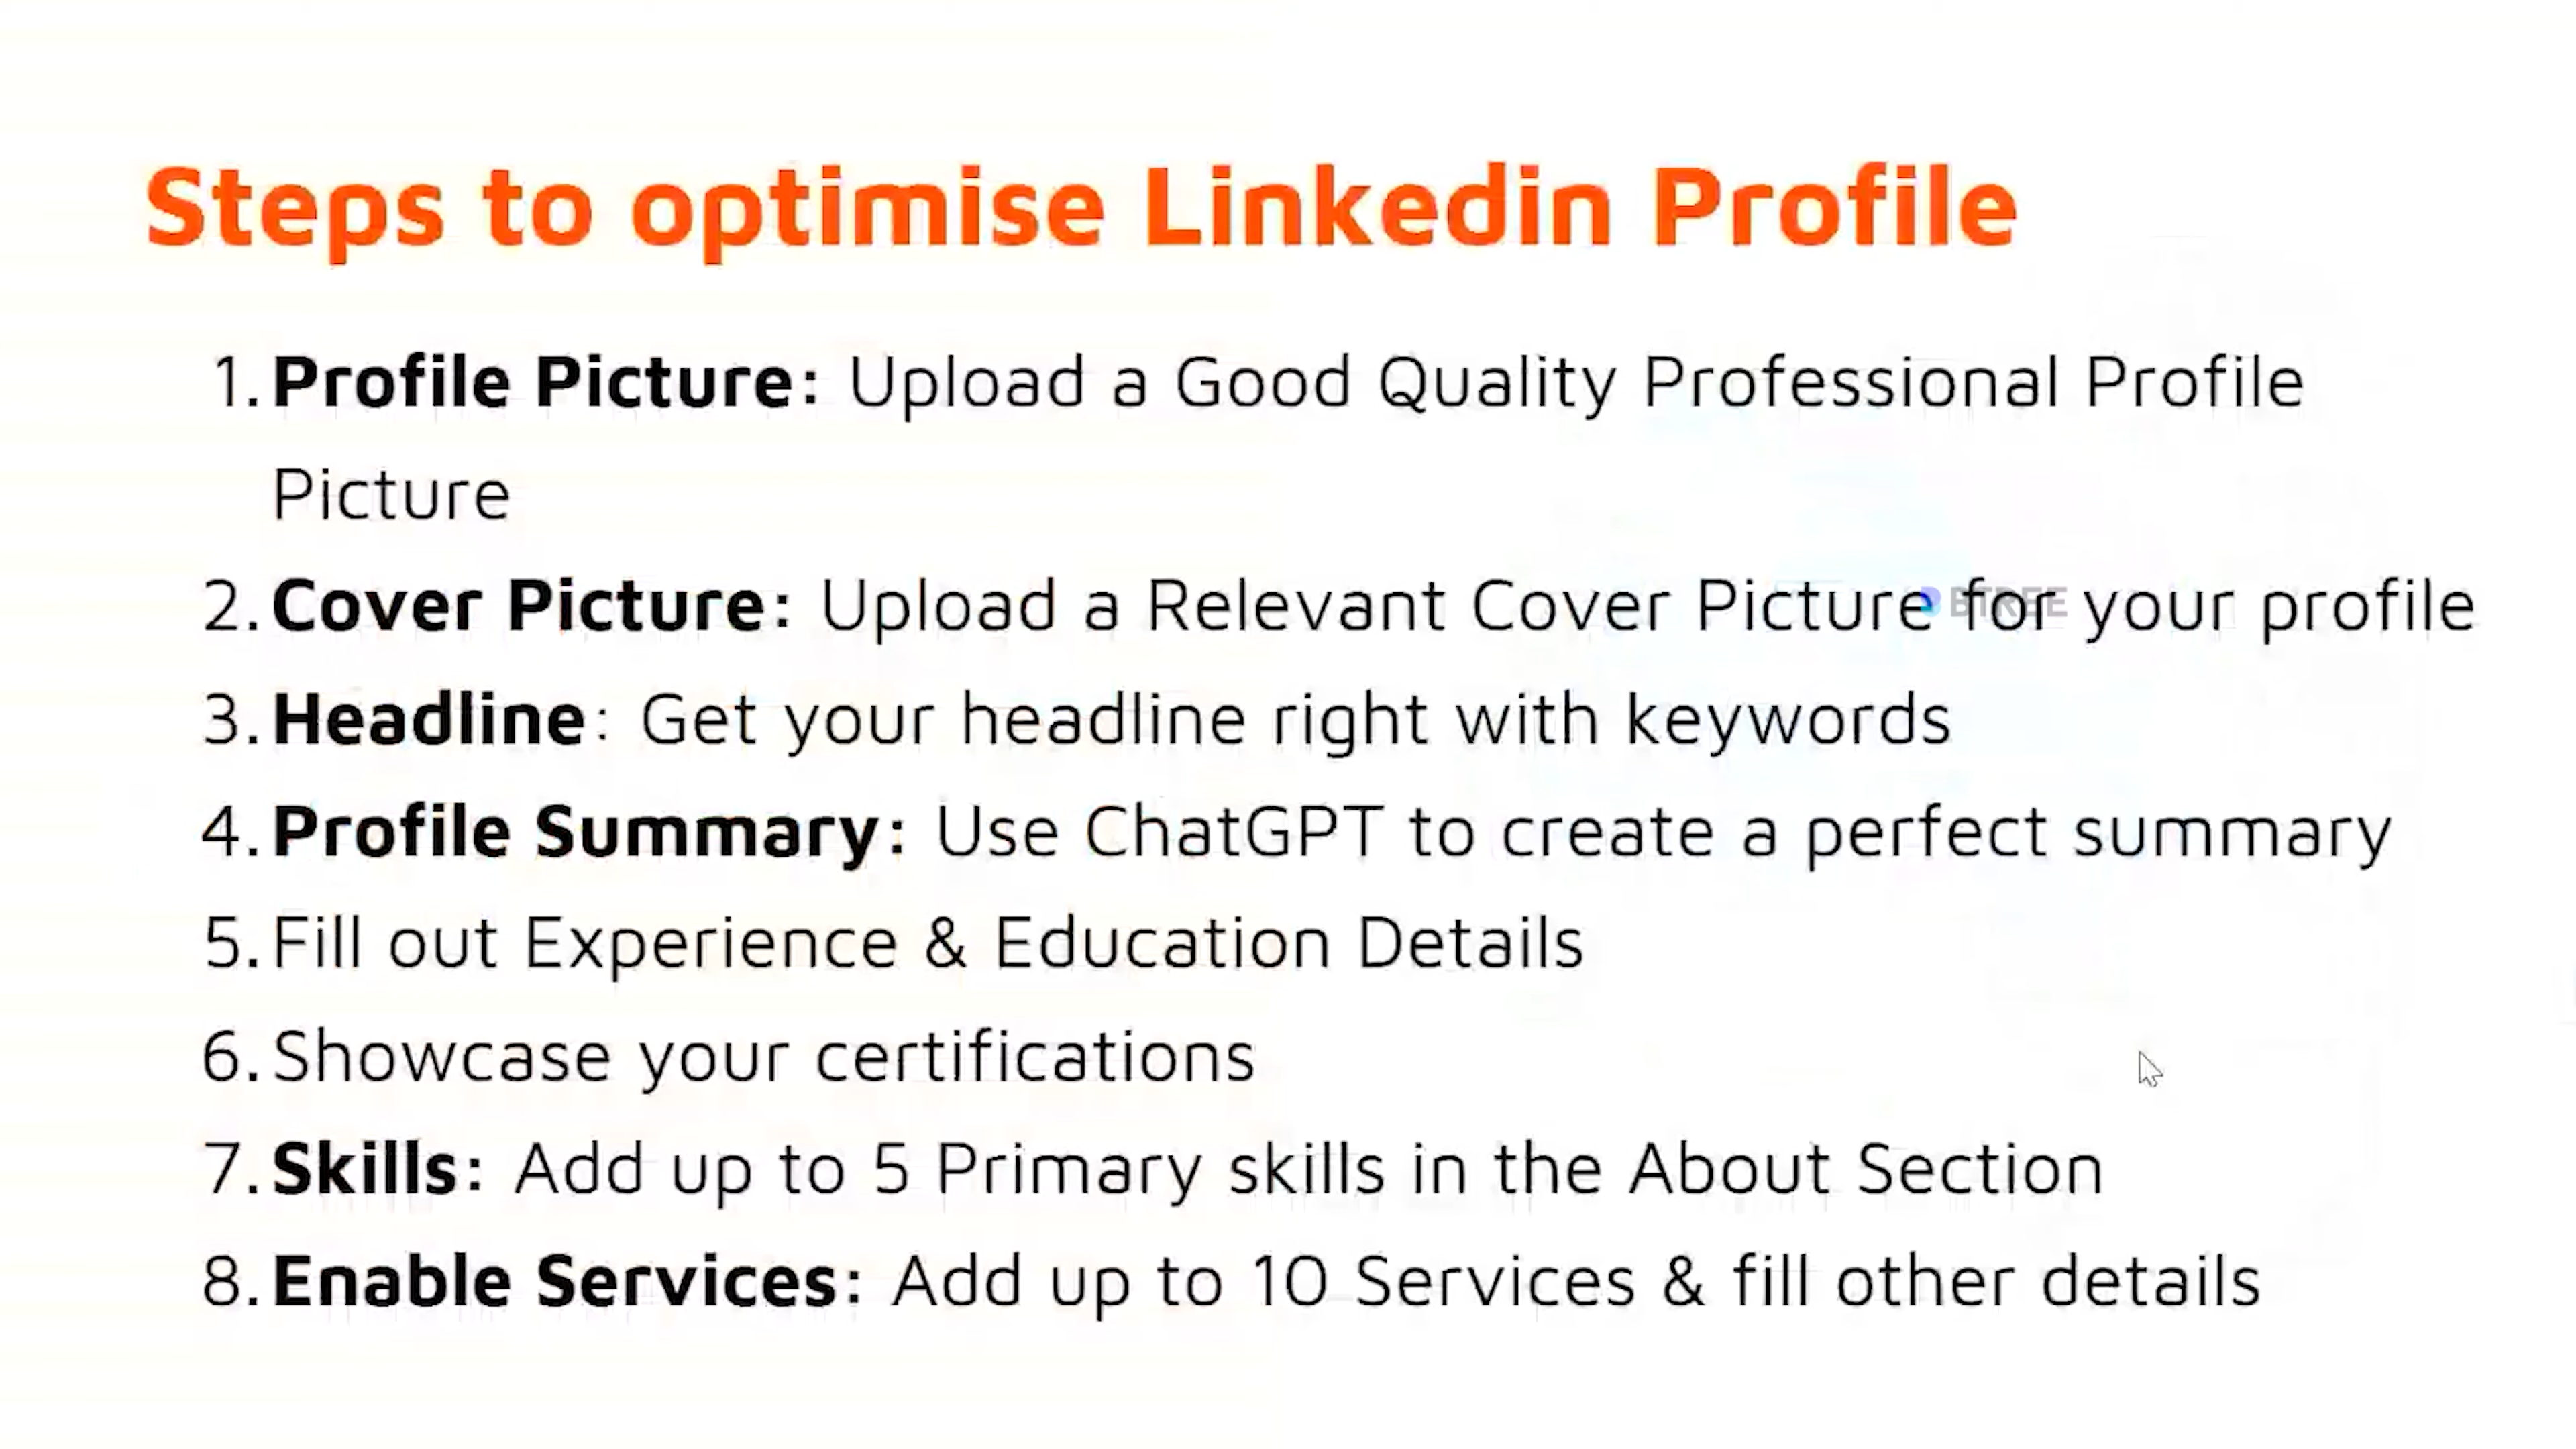 Steps to optimise Linkedin Profile
1. Profile Picture: Upload a Good Quality Professional Profile
Picture
2. Cover Picture: Upload a Relevant Cover Picture for your profile
BTREE
3. Headline: Get your headline right with keywords
4. Profile Summary: Use ChatGPT to create a perfect summary
5. Fill out Experience & Education Details
6. Showcase your certifications
7. Skills: Add up to 5 Primary skills in the About Section
8. Enable Services: Add up to 10 Services & fill other details